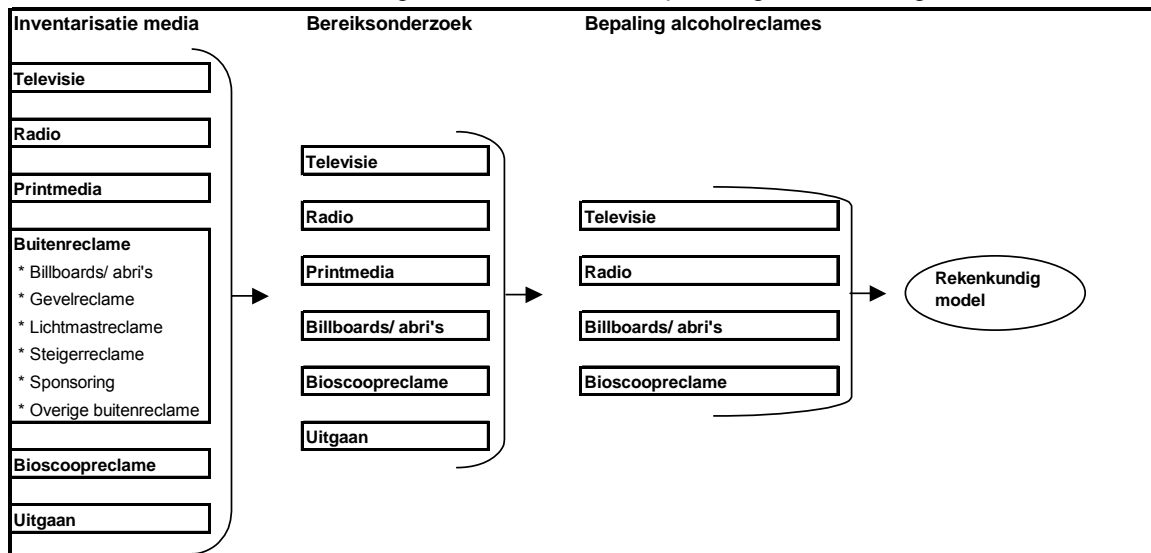 Inventarisatie media
Bereiksonderzoek
Bepaling alcoholreclames
Televisie
Radio
Printmedia
Buitenreclame
* Billboards/ abri's
* Gevelreclame
* Lichtmastreclame
* Steigerreclame
* Sponsoring
* Overige buitenreclame
Bioscoopreclame
Uitgaan
Televisie
Radio
Printmedia
Billboards/ abri's
Bioscoopreclame
Uitgaan
Televisie
Radio
Billboards/ abri's
Bioscoopreclame
Rekenkundig
model